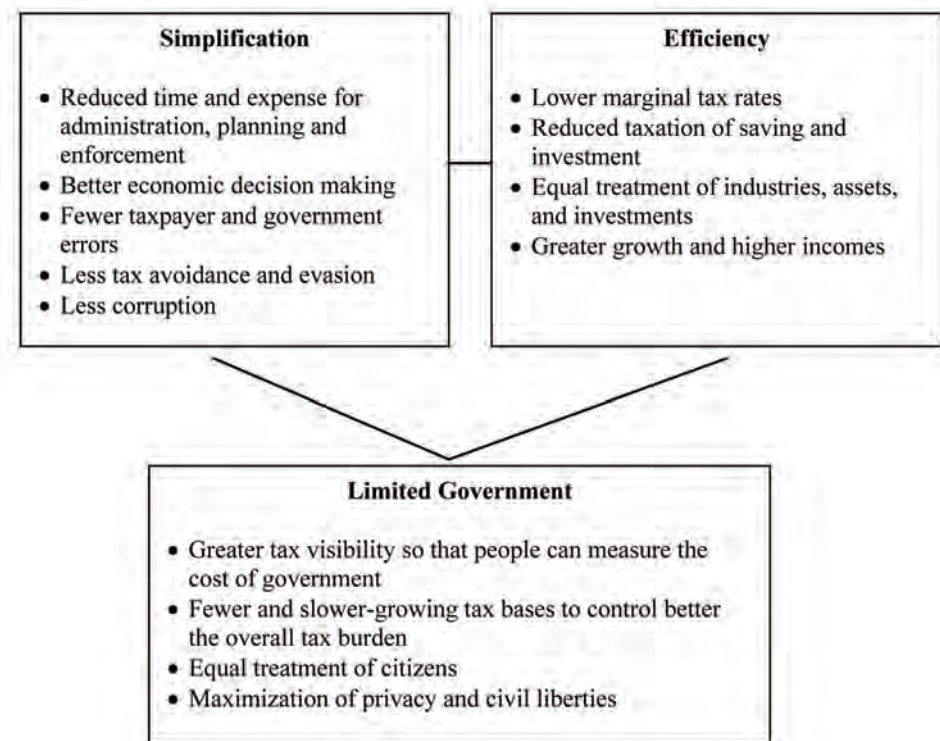 Simplification
• Reduced time and expense for
administration, planning and
enforcement
• Better economic decision making
• Fewer taxpayer and government
errors
• Less tax avoidance and evasion
• Less corruption
Efficiency
• Lower marginal tax rates
• Reduced taxation of saving and
investment
• Equal treatment of industries, assets,
and investments
• Greater growth and higher incomes
Limited Government
• Greater tax visibility so that people can measure the
cost of government
• Fewer and slower-growing tax bases to control better
the overall tax burden
• Equal treatment of citizens
• Maximization of privacy and civil liberties